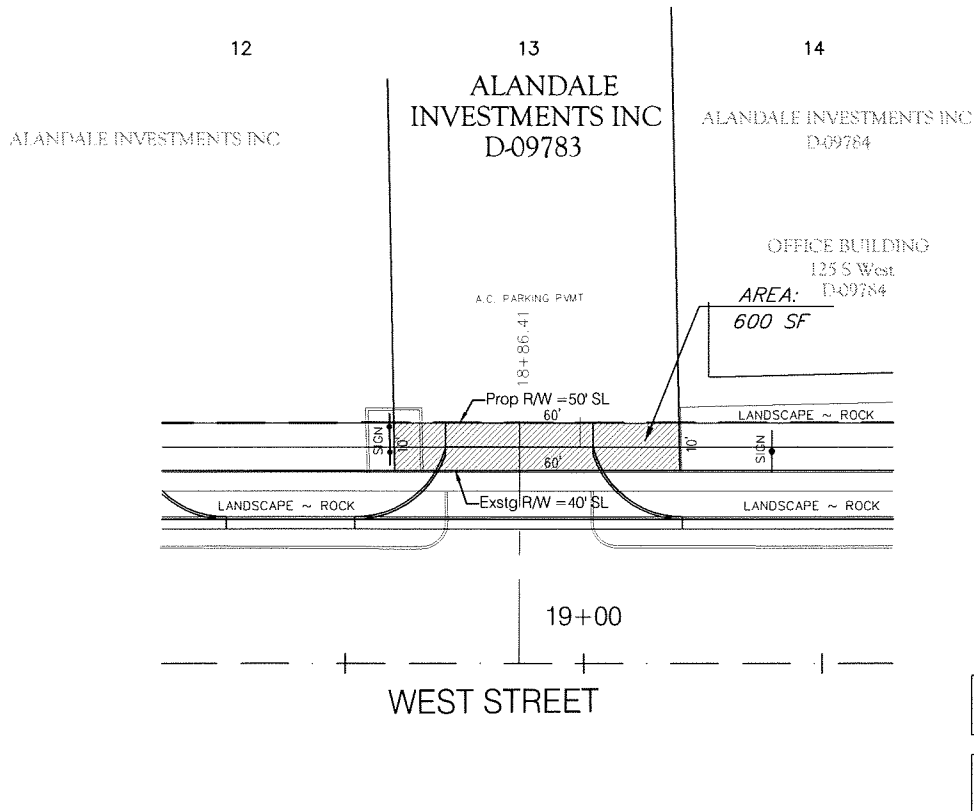 12
13
14
ALANDALE INVESTMENTS INC
ALANDALE
INVESTMENTS INC
D-09783
ALANDALE INVESTMENTS INC
D-09784
OFFICE BUILDING
125 S West
D-09784
AREA:
600 SF
A.C. PARKING PVMT
18+86.41
Prop R/W =50' SL
60'
LANDSCAPE ~ ROCK
SIGN
10'
10'
SIGN
60'
Exstg R/W =40' SL
LANDSCAPE ~ ROCK
LANDSCAPE ~ ROCK
19+00
WEST STREET